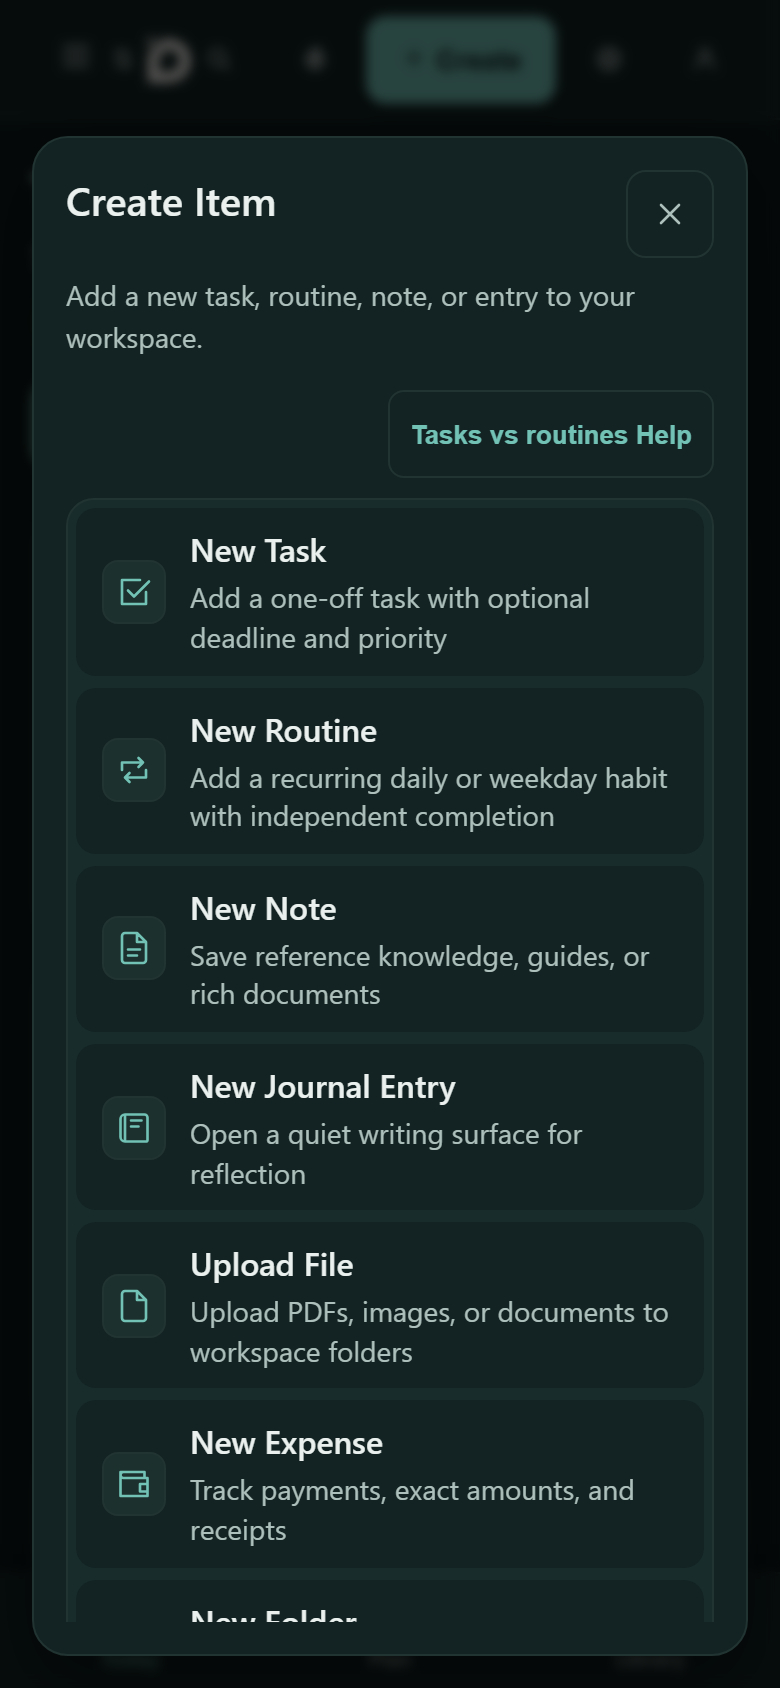 Create
Create Item
Add a new task, routine, note, or entry to your
workspace.
Tasks vs routines Help
New Task
Add a one-off task with optional
deadline and priority
New Routine
Add a recurring daily or weekday habit
with independent completion
New Note
Save reference knowledge, guides, or
rich documents
New Journal Entry
Open a quiet writing surface for
reflection
Upload File
Upload PDFs, images, or documents to
workspace folders
New Expense
Track payments, exact amounts, and
receipts
New Folder